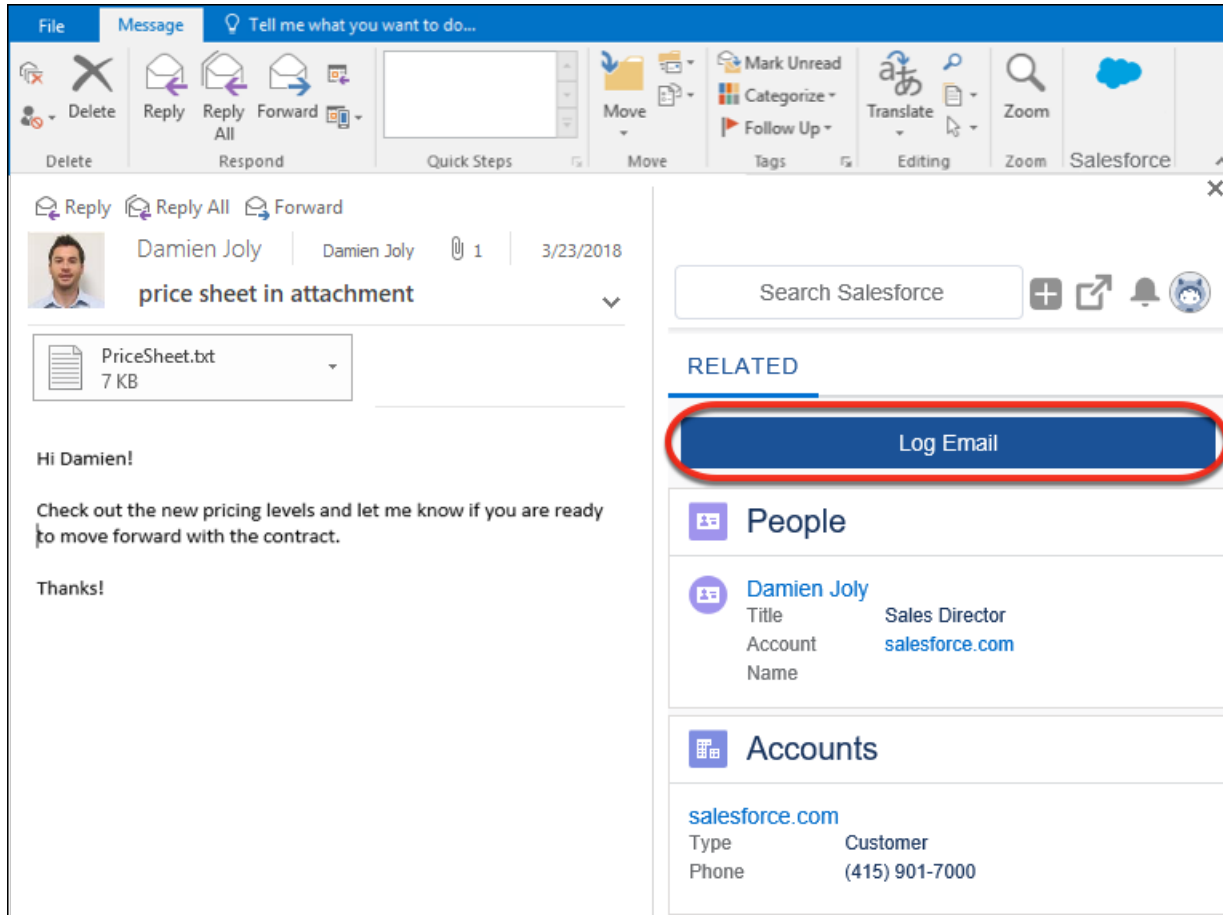 File Message Tell me what you want to do...
Delete
Reply
Reply All
Forward
Move
Mark Unread
Categorize
Follow Up
Translate
Zoom
Delete Respond Quick Steps Move Tags Editing Zoom Salesforce
Reply Reply All Forward
Damien Joly Damien Joly 1 3/23/2018
price sheet in attachment
PriceSheet.txt
7 KB
Hi Damien!
Check out the new pricing levels and let me know if you are ready
to move forward with the contract.
Thanks!
Search Salesforce
RELATED
Log Email
People
Damien Joly
Title Sales Director
Account salesforce.com
Name
Accounts
salesforce.com
Type Customer
Phone (415) 901-7000